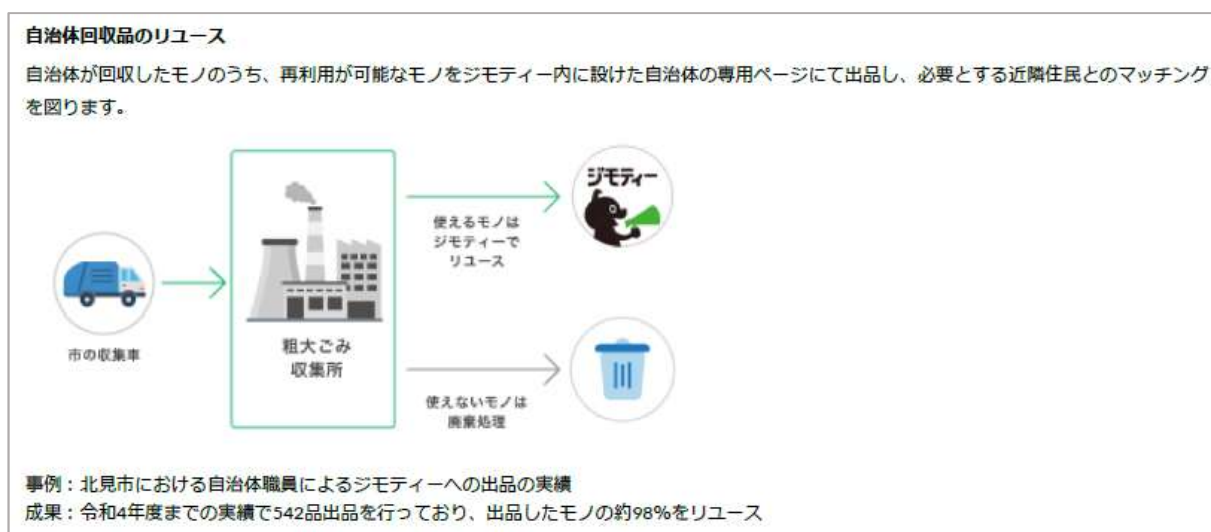 自治体回収品のリユース
自治体が回収したモノのうち、再利用が可能なモノをジモティー内に設けた自治体の専用ページにて出品し、必要とする近隣住民とのマッチング
を図ります。
ジモティー
使えるモノは
ジモティーで
リユース
市の収集車
粗大ごみ
収集所
使えないモノは
廃棄処理
事例：北見市における自治体職員によるジモティーへの出品の実績
成果：令和4年度までの実績で542品出品を行っており、出品したモノの約98%をリユース